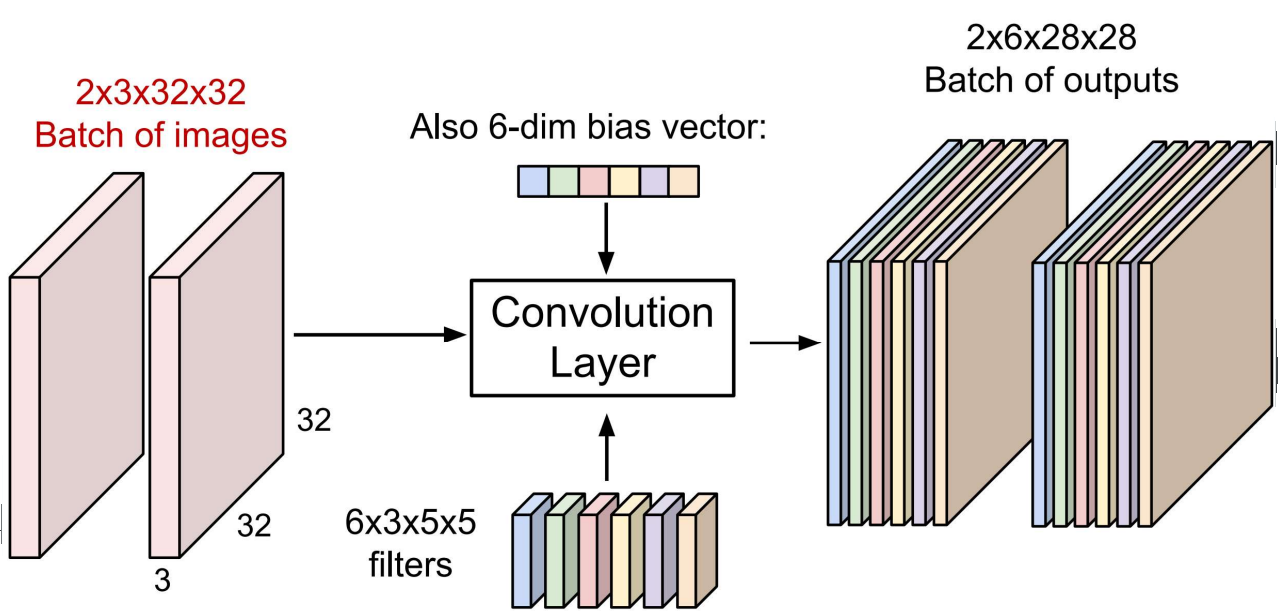 2x3x32x32
Batch of images
32
32
3
Also 6-dim bias vector:
Convolution
Layer
6x3x5x5
filters
2x6x28x28
Batch of outputs